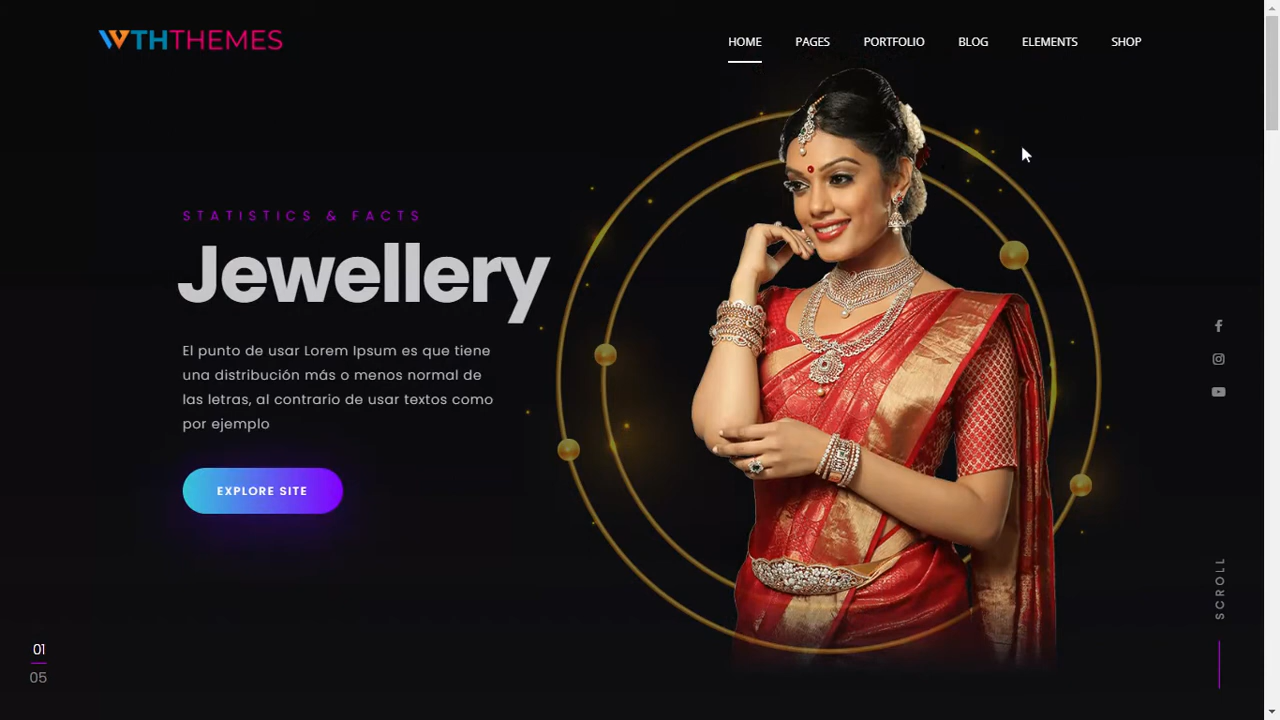 WTHTHEMES
HOME PAGES PORTFOLIO BLOG ELEMENTS SHOP
STATISTICS & FACTS
Jewellery
El punto de usar Lorem Ipsum es que tiene
una distribución más o menos normal de
las letras, al contrario de usar textos como
por ejemplo
EXPLORE SITE
SCROLL
01
05